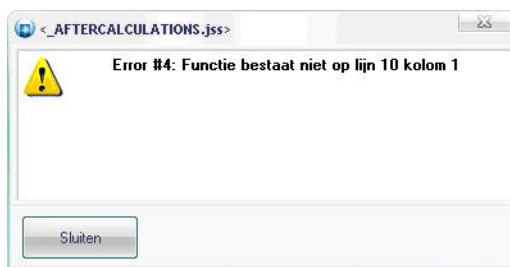 <_AFTERCALCULATIONS.jss>
Error #4: Functie bestaat niet op lijn 10 kolom 1
Sluiten